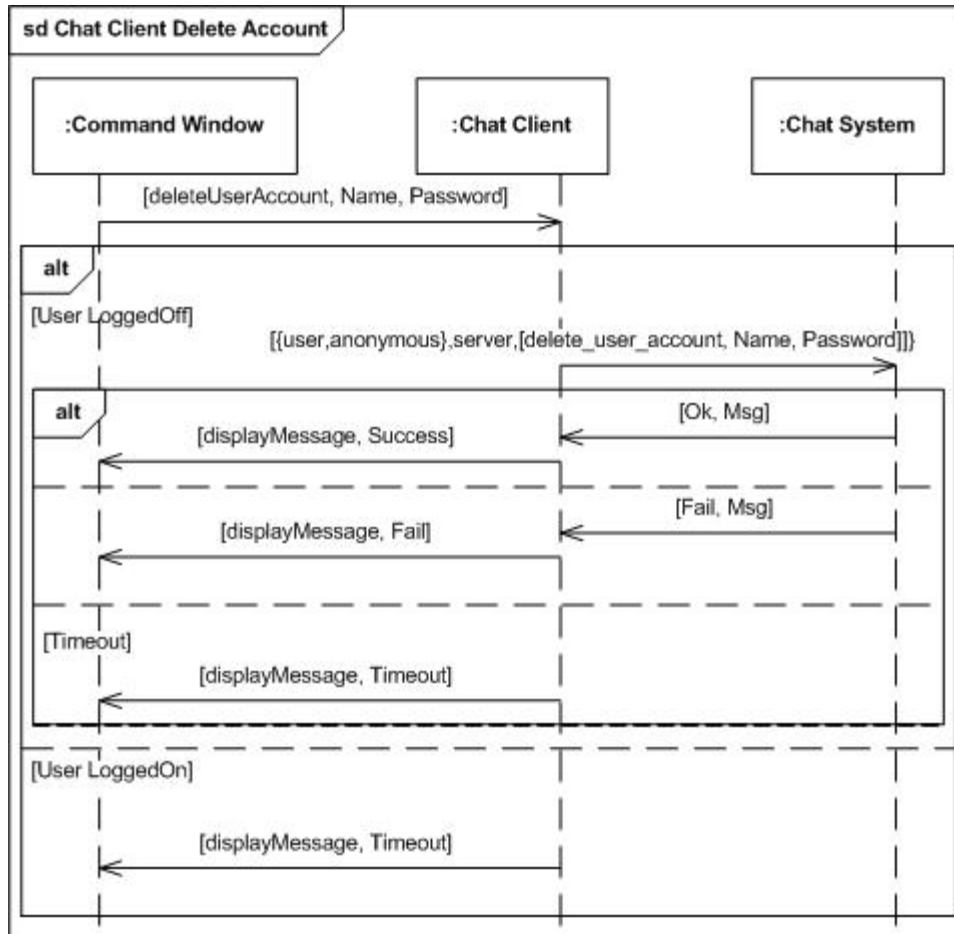 sd Chat Client Delete Account
:Command Window
:Chat Client
:Chat System
[deleteUserAccount, Name, Password]
alt
[User LoggedOff]
[{user,anonymous},server,[delete_user_account, Name, Password]]}
alt
[Ok, Msg]
[displayMessage, Success]
[Fail, Msg]
[displayMessage, Fail]
[Timeout]
[displayMessage, Timeout]
[User LoggedOn]
[displayMessage, Timeout]